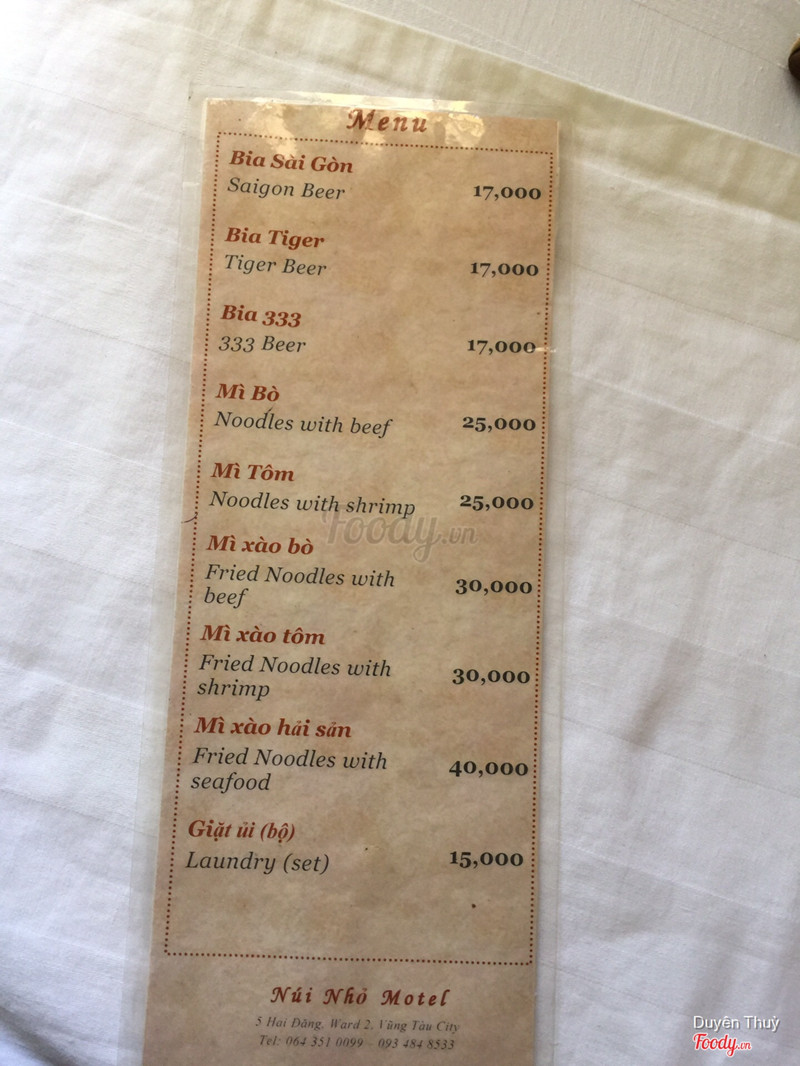 Menu
Bia Sài Gòn
Saigon Beer 17,000
Bia Tiger
Tiger Beer 17,000
Bia 333
333 Beer 17,000
Mì Bò
Noodles with beef 25,000
Mì Tôm
Noodles with shrimp 25,000
Foody.vn
Mì xào bò
Fried Noodles with
beef 30,000
Mì xào tôm
Fried Noodles with
shrimp 30,000
Mì xào hải sản
Fried Noodles with
seafood 40,000
Giặt ủi (bộ)
Laundry (set) 15,000
Núi Nhỏ Motel
5 Hai Đăng, Ward 2, Vũng Tàu City
Tel: 064 351 0099 - 093 484 8533
Duyên Thuỳ
Foody.vn